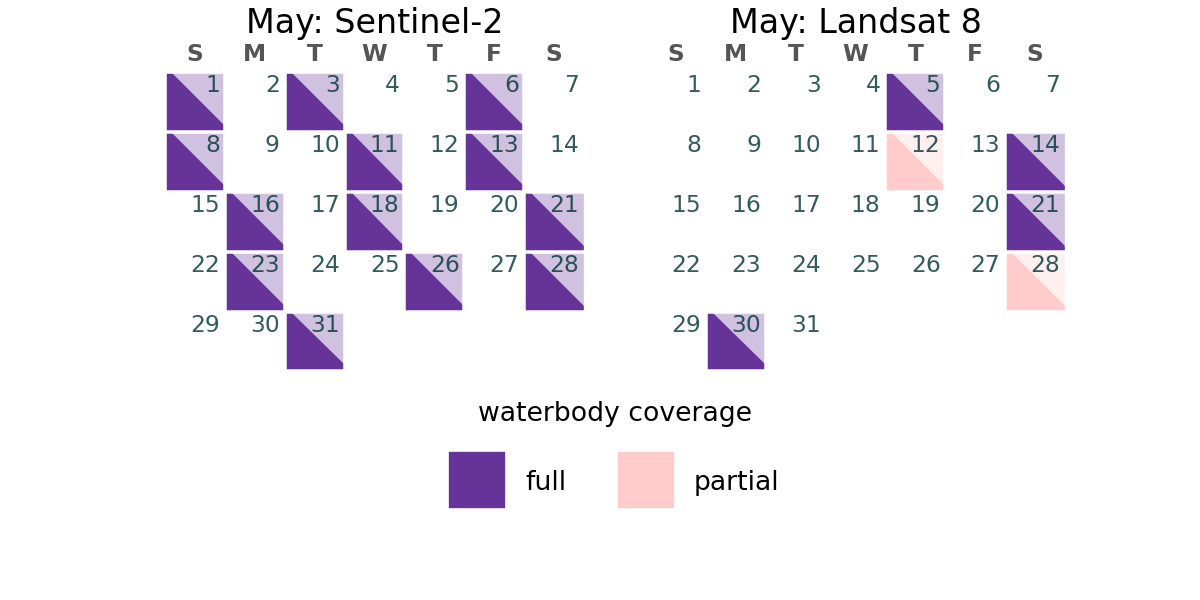 May: Sentinel-2
S M T W T F S
1 2 3 4 5 6 7
8 9 10 11 12 13 14
15 16 17 18 19 20 21
22 23 24 25 26 27 28
29 30 31
May: Landsat 8
S M T W T F S
1 2 3 4 5 6 7
8 9 10 11 12 13 14
15 16 17 18 19 20 21
22 23 24 25 26 27 28
29 30 31
waterbody coverage
full
partial